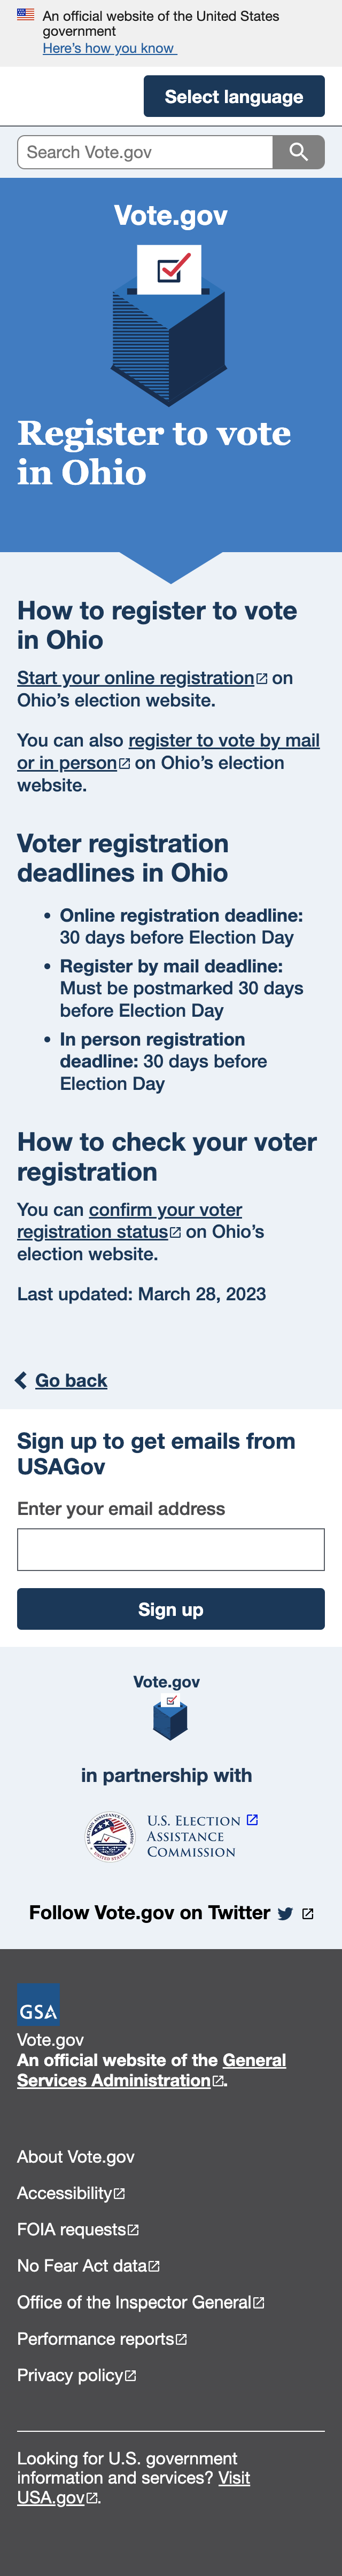 An official website of the United States
government
Here's how you know
Select language
Search Vote.gov
Vote.gov
Register to vote
in Ohio
How to register to vote
in Ohio
Start your online registration on
Ohio's election website.
You can also register to vote by mail
or in person on Ohio's election
website.
Voter registration
deadlines in Ohio
• Online registration deadline:
30 days before Election Day
• Register by mail deadline:
Must be postmarked 30 days
before Election Day
• In person registration
deadline: 30 days before
Election Day
How to check your voter
registration
You can confirm your voter
registration status on Ohio's
election website.
Last updated: March 28, 2023
Go back
Sign up to get emails from
USAGov
Enter your email address
Sign up
Vote.gov
in partnership with
U.S. ELECTION
ASSISTANCE
COMMISSION
Follow Vote.gov on Twitter
GSA
Vote.gov
An official website of the General
Services Administration.
About Vote.gov
Accessibility
FOIA requests
No Fear Act data
Office of the Inspector General
Performance reports
Privacy policy
Looking for U.S. government
information and services? Visit
USA.gov.